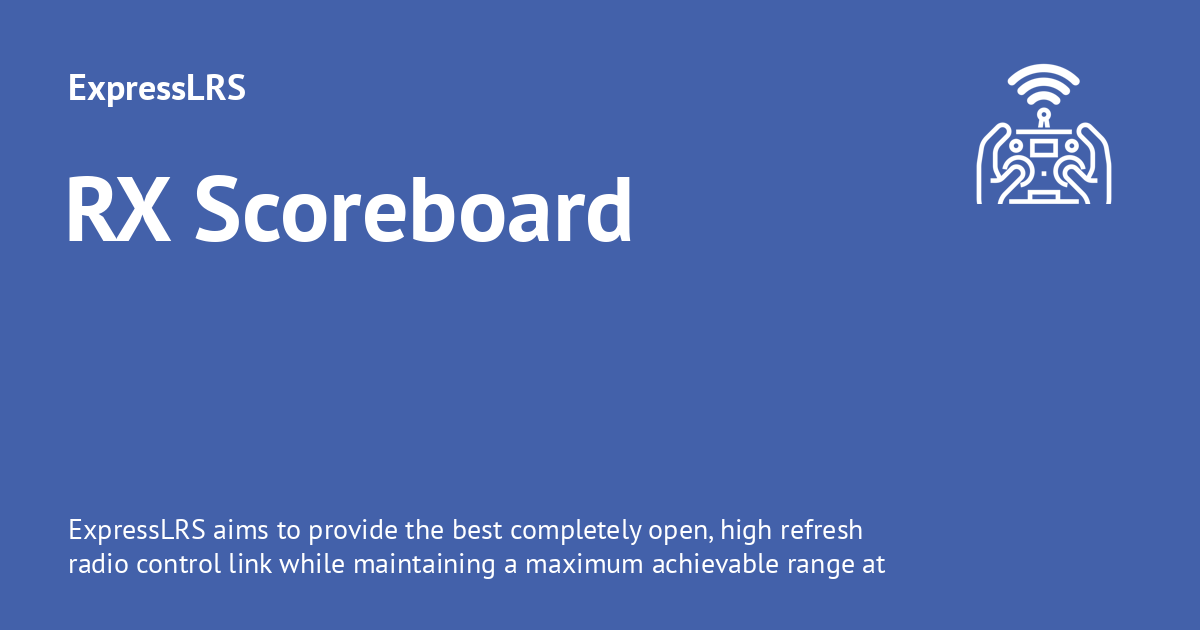 ExpressLRS
RX Scoreboard
ExpressLRS aims to provide the best completely open, high refresh
radio control link while maintaining a maximum achievable range at